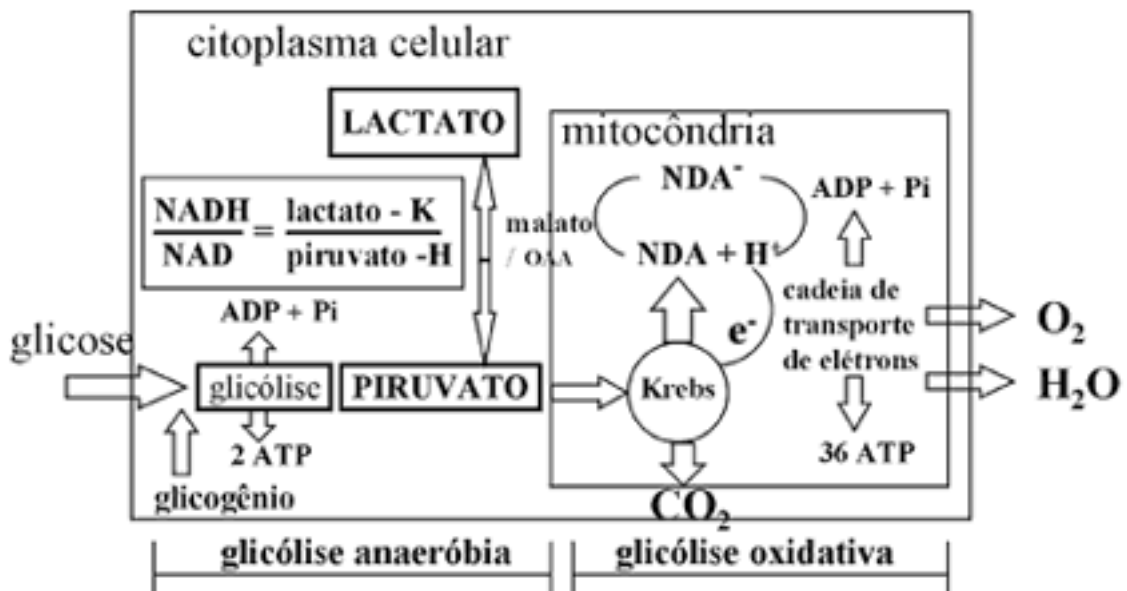 citoplasma celular
LACTATO
mitocôndria
NDA⁻
ADP + Pi
NADH = lactato - K
NAD piruvato -H
malato
/ OAA
NDA + H⁺
ADP + Pi
cadeia de
transporte
de elétrons
e⁻
O₂
H₂O
glicose
glicólise
PIRUVATO
Krebs
2 ATP
36 ATP
glicogênio
CO₂
glicólise anaeróbia
glicólise oxidativa